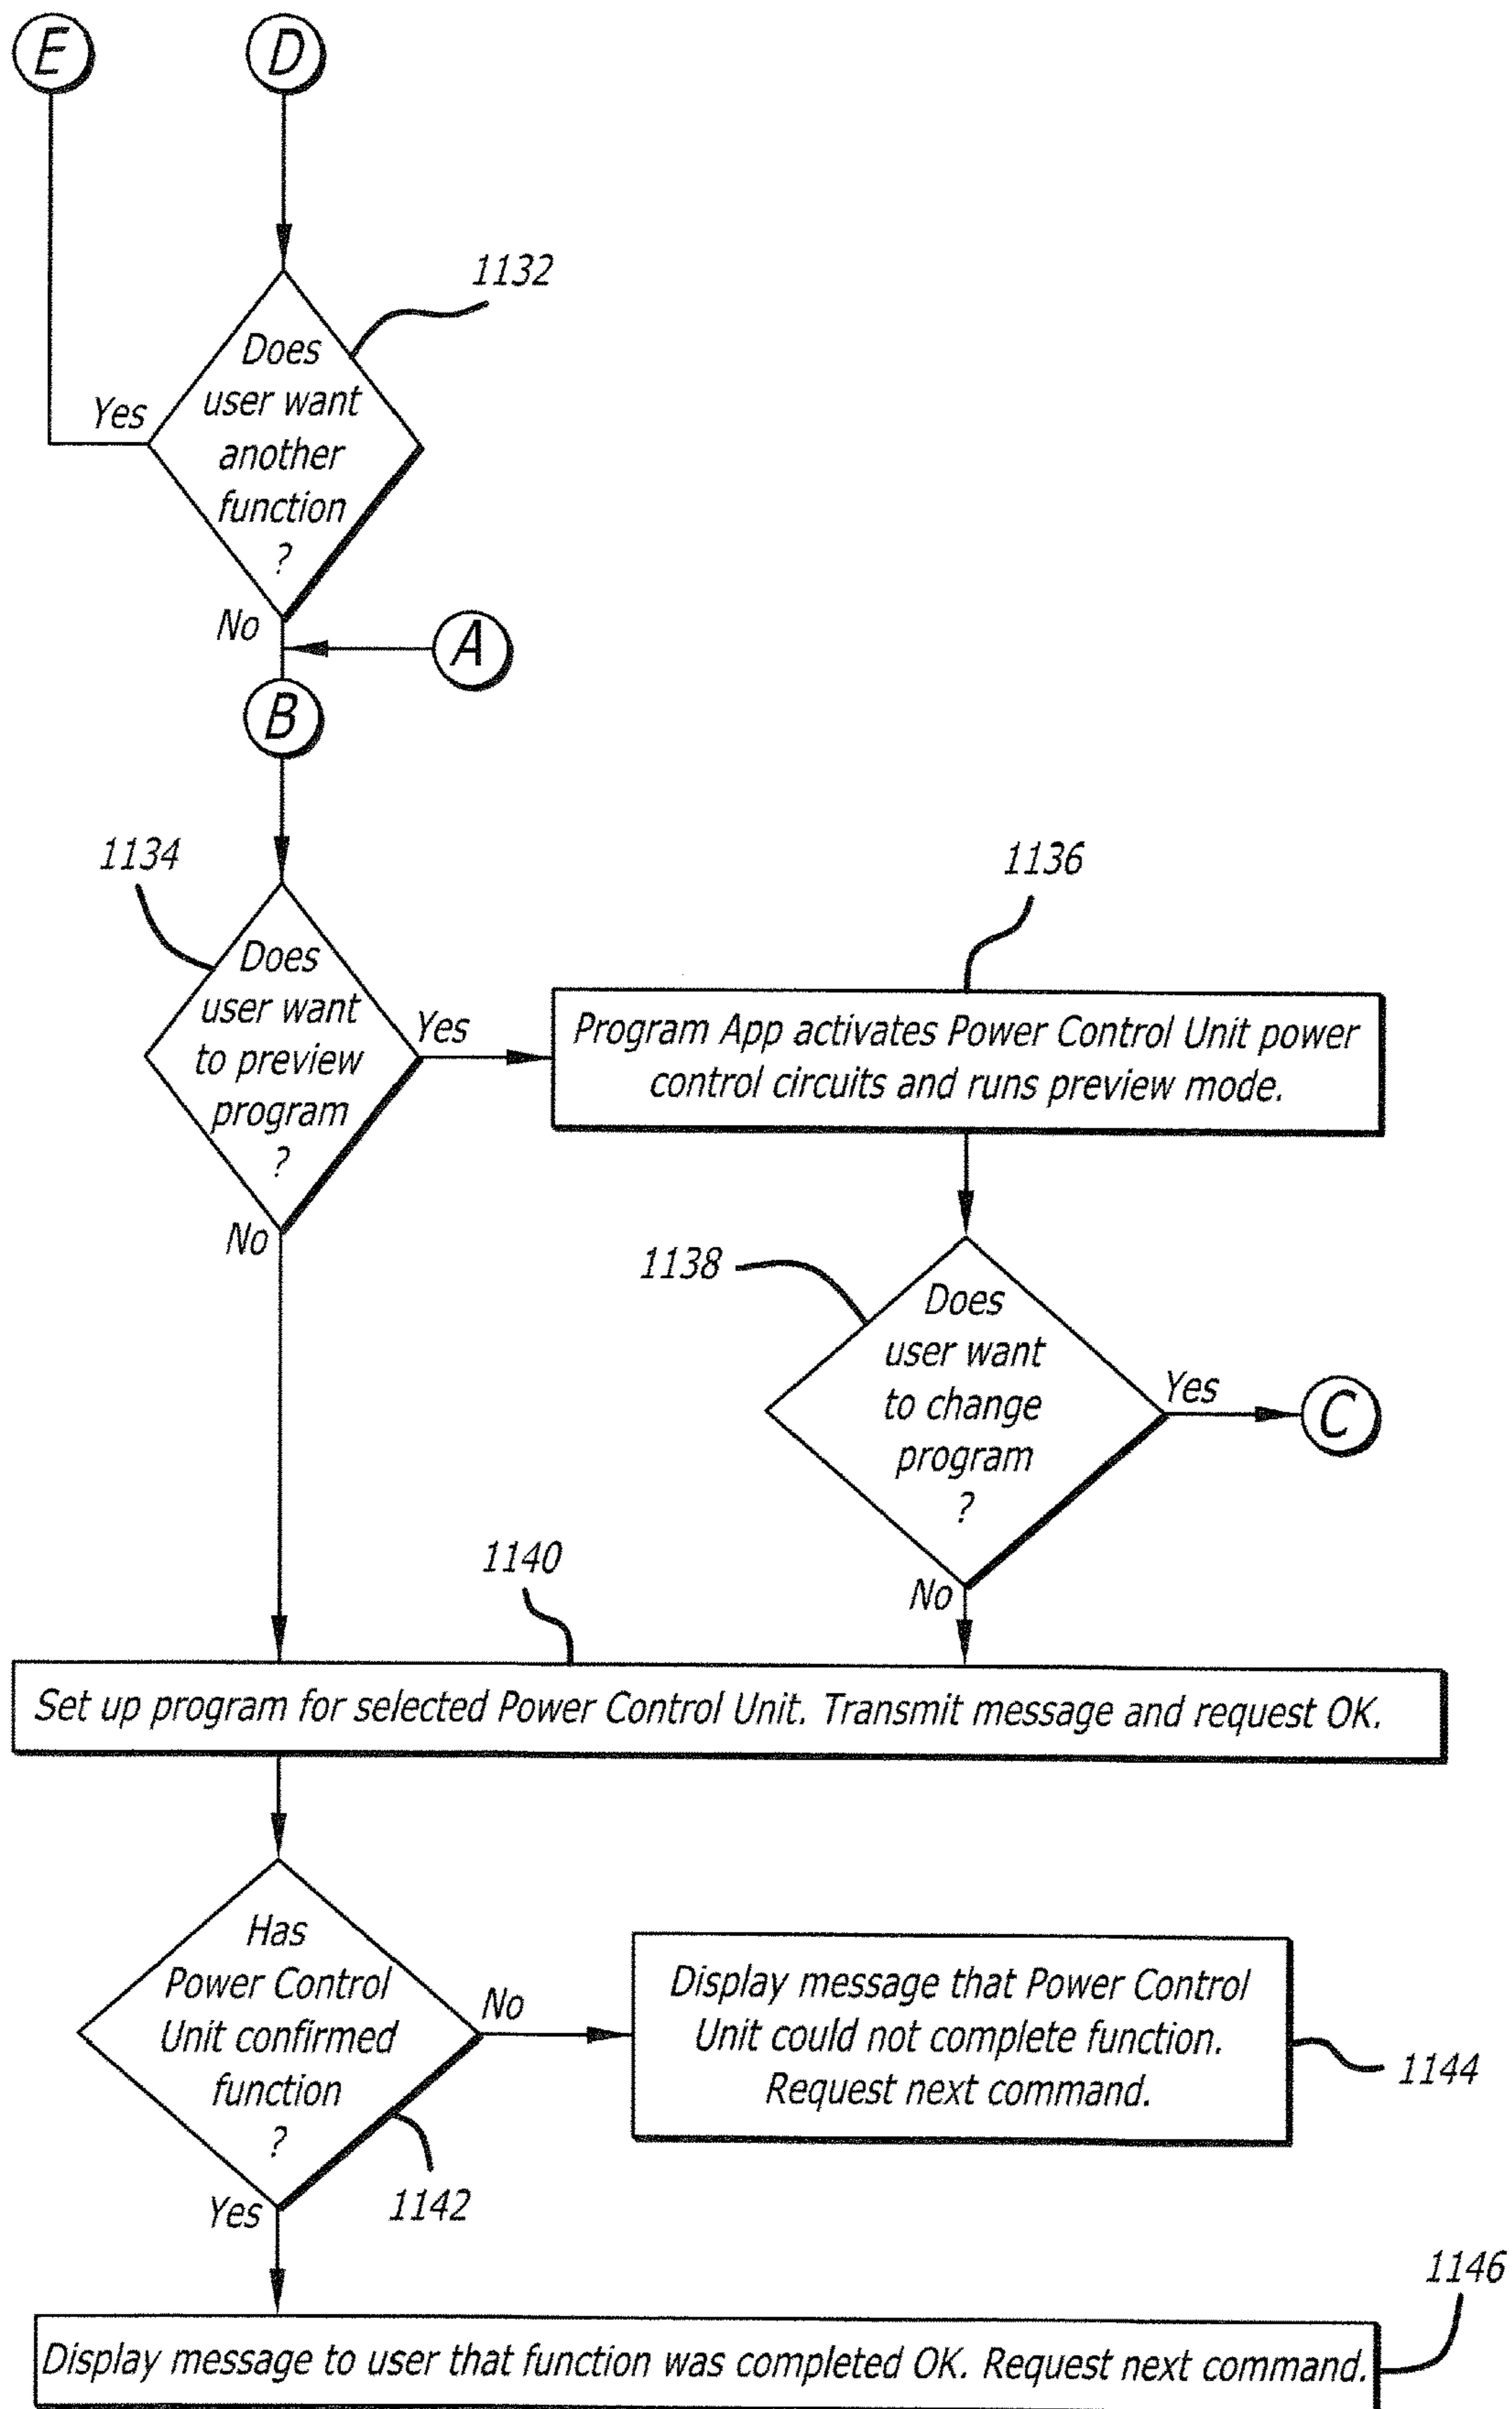 E
D
1132
Does
user want
another
function
?
Yes
No
A
B
1134
Does
user want
to preview
program
?
Yes
No
1136
Program App activates Power Control Unit power
control circuits and runs preview mode.
1138
Does
user want
to change
program
?
Yes
C
No
1140
Set up program for selected Power Control Unit. Transmit message and request OK.
Has
Power Control
Unit confirmed
function
?
No
Yes
1142
Display message that Power Control
Unit could not complete function.
Request next command.
1144
1146
Display message to user that function was completed OK. Request next command.